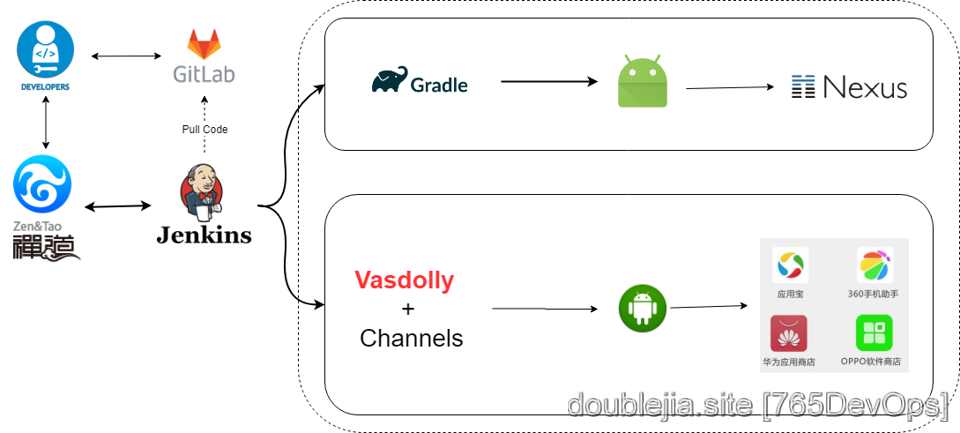 DEVELOPERS
GitLab
Pull Code
Zen&Tao
禪道
Jenkins
Gradle
Nexus
Vasdolly
+
Channels
应用宝
360手机助手
华为应用商店
OPPO软件商店
doublejia.site [765DevOps]